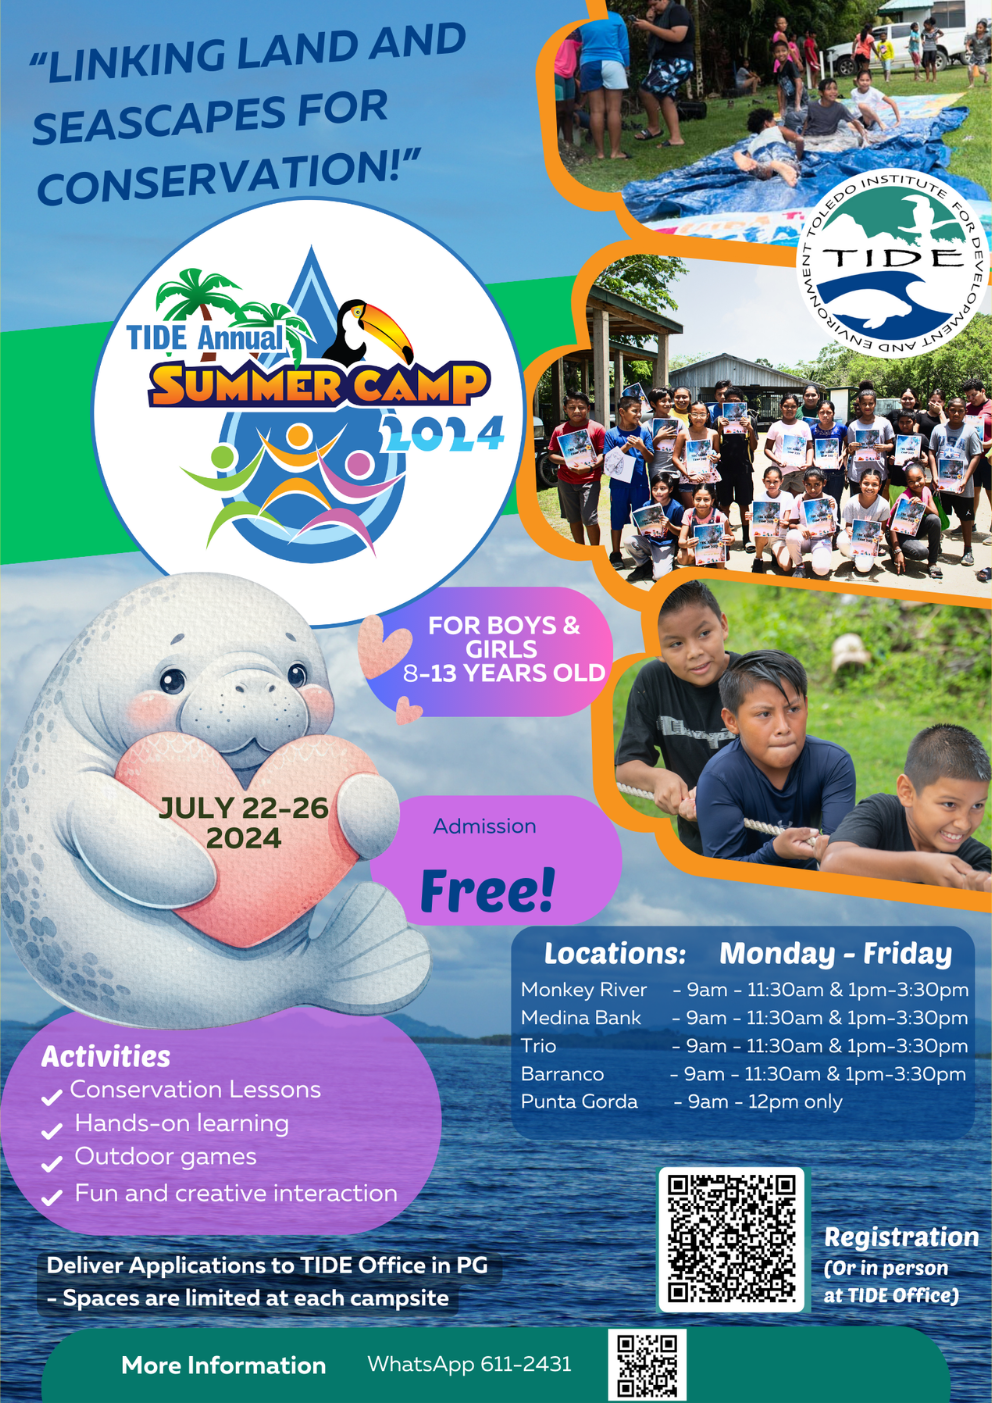 “LINKING LAND AND
SEASCAPES FOR
CONSERVATION!”
TOLEDO INSTITUTE FOR DEVELOPMENT AND ENVIRONMENT
TIDE
TIDE Annual
SUMMER CAMP
2024
FOR BOYS &
GIRLS
8-13 YEARS OLD
JULY 22-26
2024
Admission
Free!
Locations: Monday - Friday
Monkey River - 9am - 11:30am & 1pm-3:30pm
Medina Bank - 9am - 11:30am & 1pm-3:30pm
Trio - 9am - 11:30am & 1pm-3:30pm
Barranco - 9am - 11:30am & 1pm-3:30pm
Punta Gorda - 9am - 12pm only
Activities
Conservation Lessons
Hands-on learning
Outdoor games
Fun and creative interaction
Deliver Applications to TIDE Office in PG
- Spaces are limited at each campsite
Registration
(Or in person
at TIDE Office)
More Information WhatsApp 611-2431